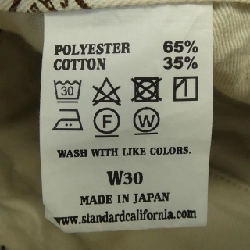 POLYESTER 65%
COTTON 35%
30
F W
WASH WITH LIKE COLORS.
W30
MADE IN JAPAN
www.standardcalifornia.com